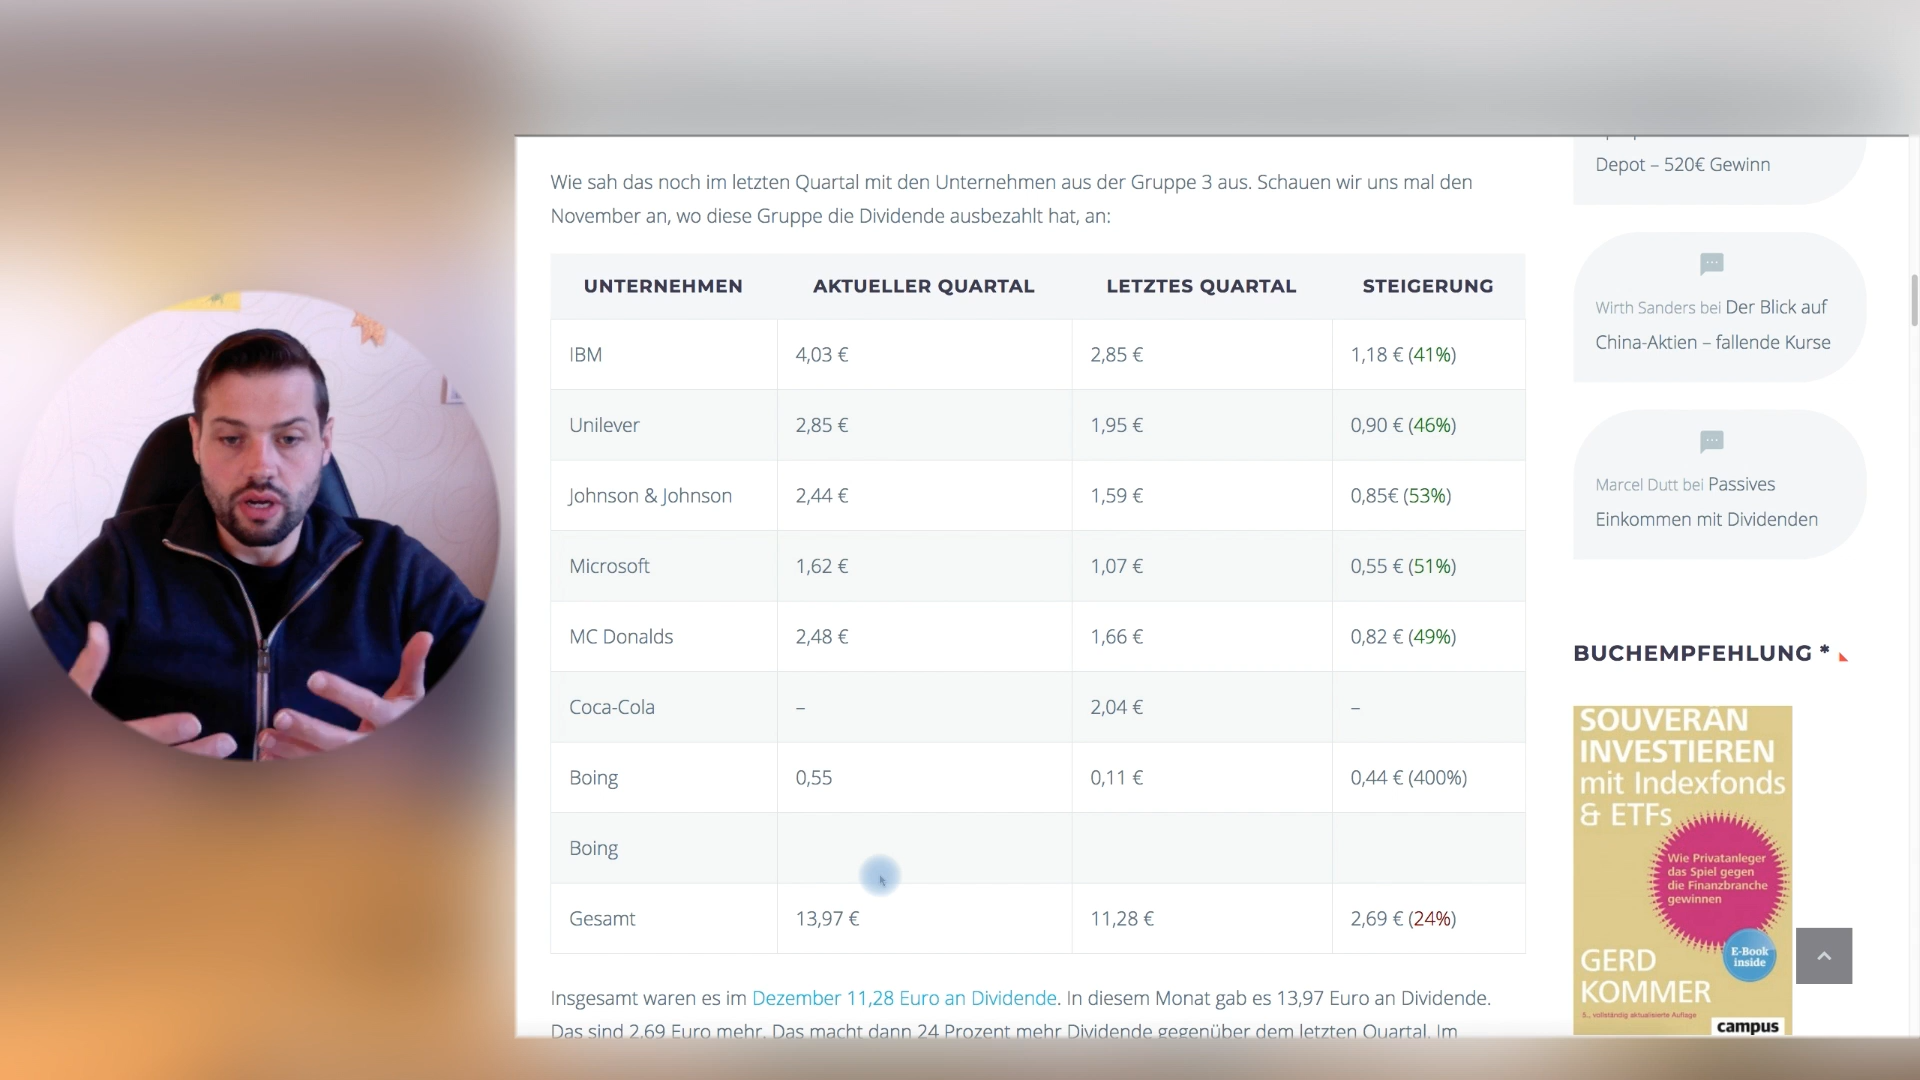 Wie sah das noch im letzten Quartal mit den Unternehmen aus der Gruppe 3 aus. Schauen wir uns mal den
November an, wo diese Gruppe die Dividende ausbezahlt hat, an:
UNTERNEHMEN AKTUELLER QUARTAL LETZTES QUARTAL STEIGERUNG
IBM 4,03 € 2,85 € 1,18 € (41%)
Unilever 2,85 € 1,95 € 0,90 € (46%)
Johnson & Johnson 2,44 € 1,59 € 0,85€ (53%)
Microsoft 1,62 € 1,07 € 0,55 € (51%)
MC Donalds 2,48 € 1,66 € 0,82 € (49%)
Coca-Cola – 2,04 € –
Boing 0,55 0,11 € 0,44 € (400%)
Boing
Gesamt 13,97 € 11,28 € 2,69 € (24%)
Insgesamt waren es im Dezember 11,28 Euro an Dividende. In diesem Monat gab es 13,97 Euro an Dividende.
Das sind 2,69 Euro mehr. Das macht dann 24 Prozent mehr Dividende gegenüber dem letzten Quartal. Im
Depot – 520€ Gewinn
Wirth Sanders bei Der Blick auf
China-Aktien – fallende Kurse
Marcel Dutt bei Passives
Einkommen mit Dividenden
BUCHEMPFEHLUNG *
SOUVERÄN
INVESTIEREN
mit Indexfonds
& ETFs
Wie Privatanleger
das Spiel gegen
die Finanzbranche
gewinnen
E-Book
inside
GERD
KOMMER
5., vollständig aktualisierte Auflage
campus